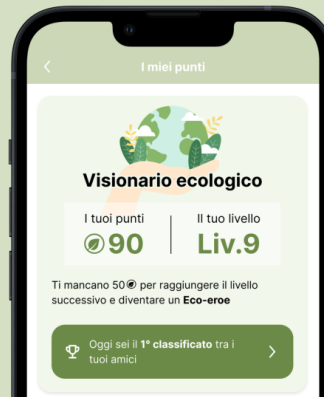 I miei punti
Visionario ecologico
I tuoi punti
90
Il tuo livello
Liv.9
Ti mancano 50 per raggiungere il livello
successivo e diventare un Eco-eroe
Oggi sei il 1° classificato tra i
tuoi amici